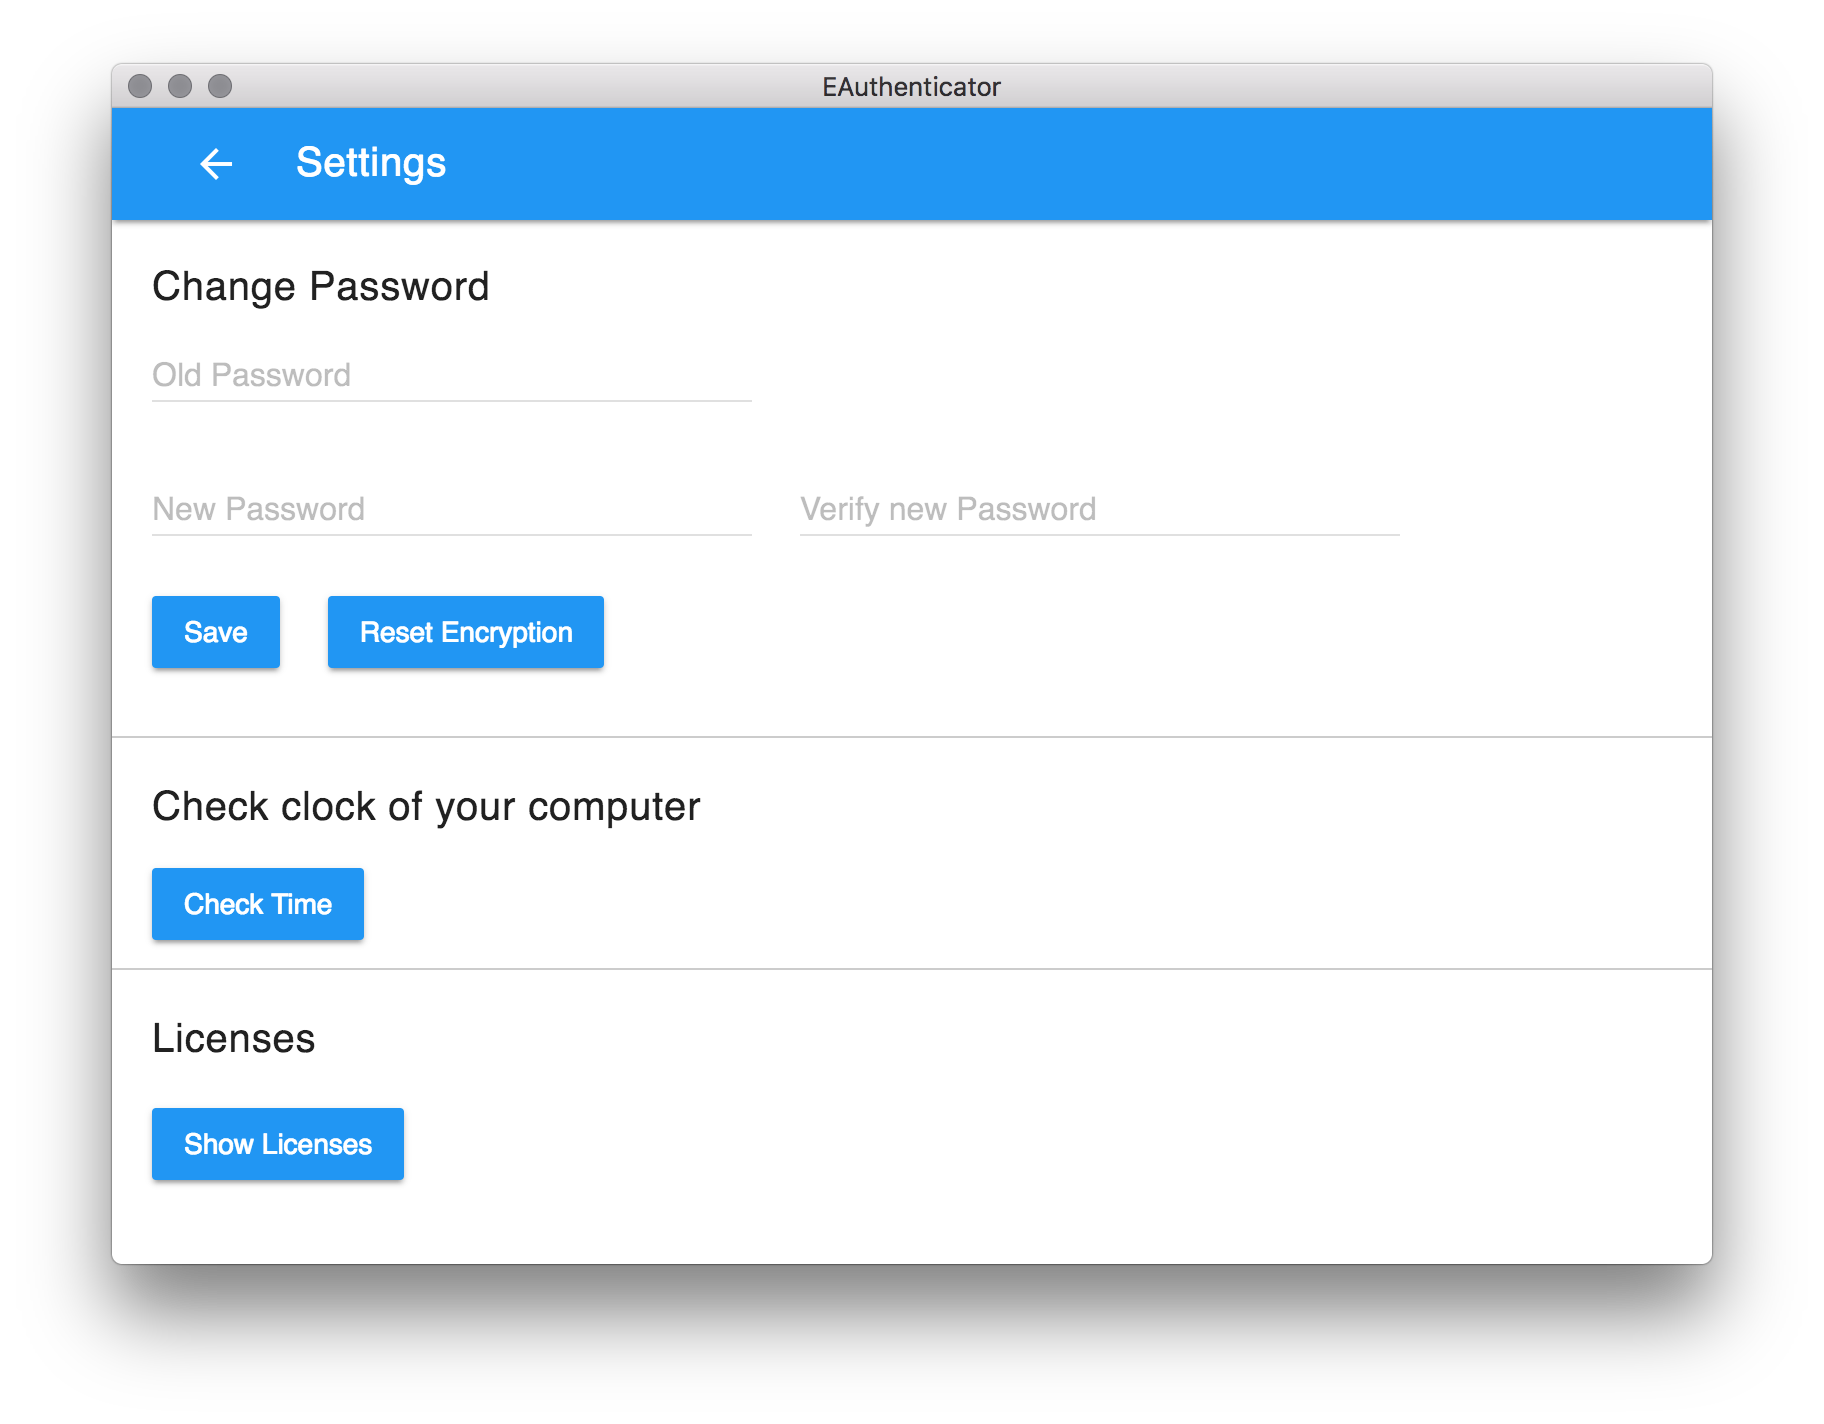 EAuthenticator
Settings
Change Password
Old Password
New Password Verify new Password
Save Reset Encryption
Check clock of your computer
Check Time
Licenses
Show Licenses